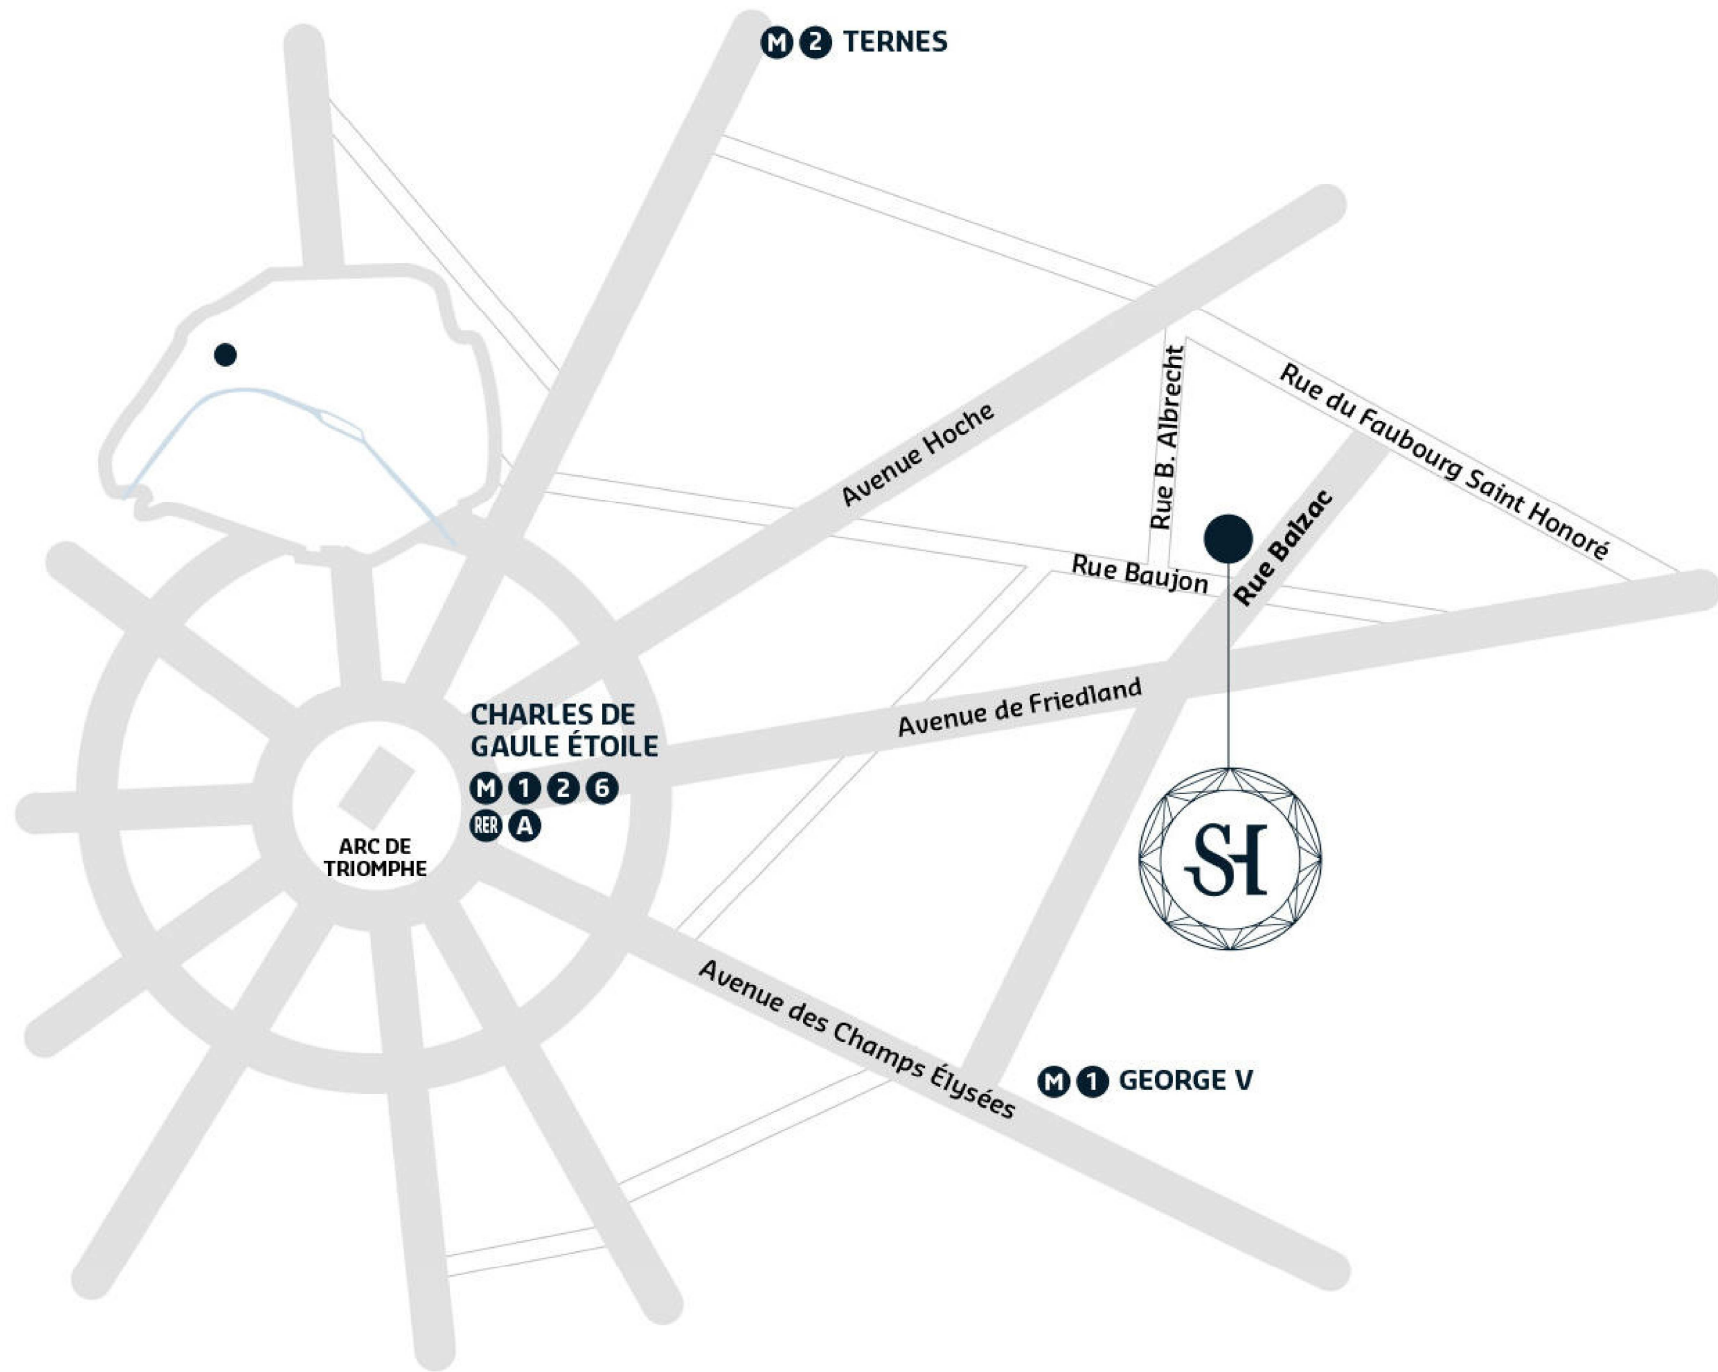 M 2 TERNES
Rue du Faubourg Saint Honoré
Rue B. Albrecht
Avenue Hoche
Rue Balzac
Rue Baujon
Avenue de Friedland
CHARLES DE
GAULE ÉTOILE
M 1 2 6
RER A
ARC DE
TRIOMPHE
SH
Avenue des Champs Élysées
M 1 GEORGE V